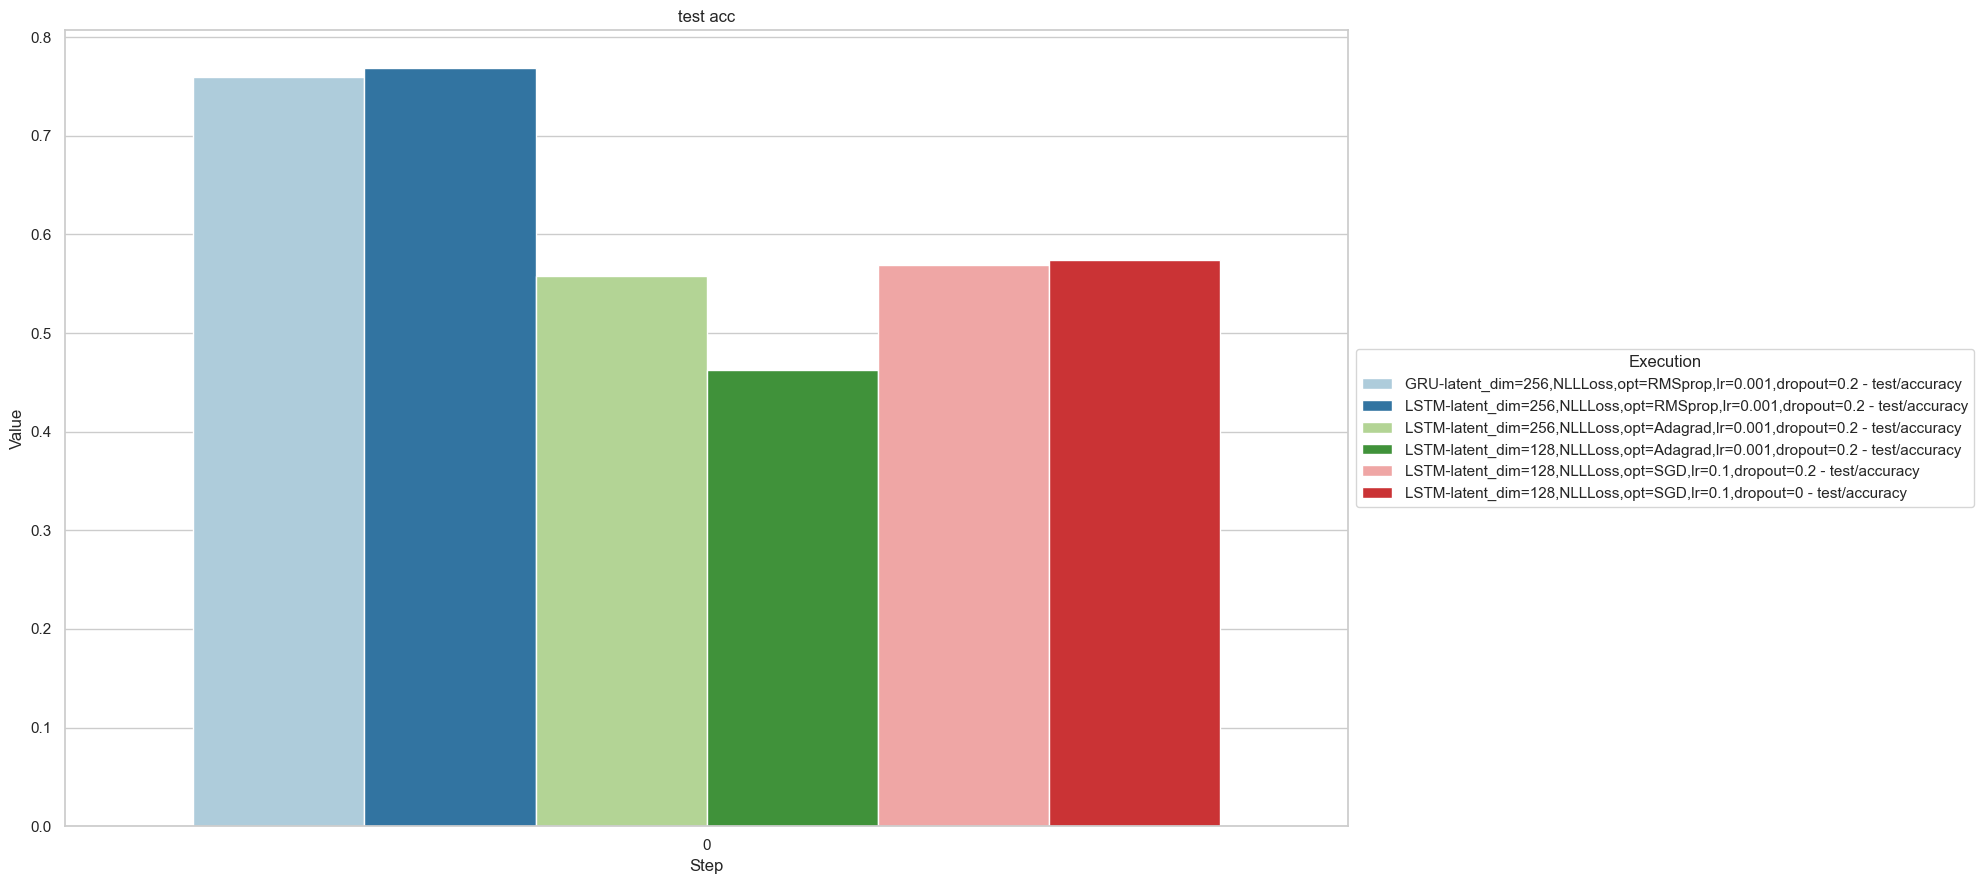 test acc
Value
0.8
0.7
0.6
0.5
0.4
0.3
0.2
0.1
0.0
0
Step
Execution
GRU-latent_dim=256,NLLLoss,opt=RMSprop,lr=0.001,dropout=0.2 - test/accuracy
LSTM-latent_dim=256,NLLLoss,opt=RMSprop,lr=0.001,dropout=0.2 - test/accuracy
LSTM-latent_dim=256,NLLLoss,opt=Adagrad,lr=0.001,dropout=0.2 - test/accuracy
LSTM-latent_dim=128,NLLLoss,opt=Adagrad,lr=0.001,dropout=0.2 - test/accuracy
LSTM-latent_dim=128,NLLLoss,opt=SGD,lr=0.1,dropout=0.2 - test/accuracy
LSTM-latent_dim=128,NLLLoss,opt=SGD,lr=0.1,dropout=0 - test/accuracy